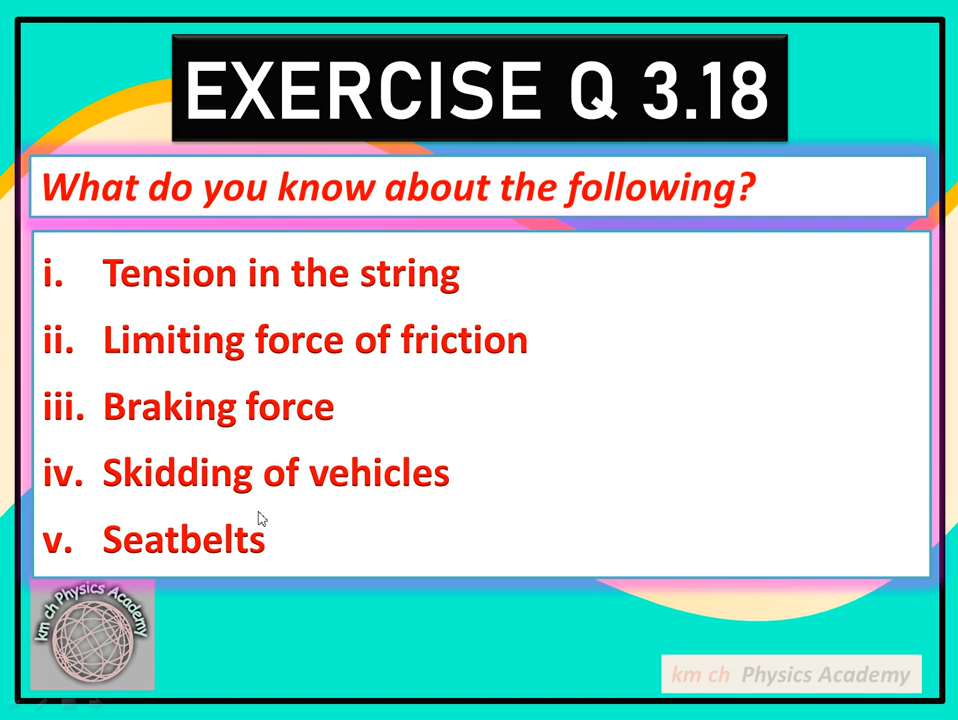 EXERCISE Q 3.18
What do you know about the following?
i. Tension in the string
ii. Limiting force of friction
iii. Braking force
iv. Skidding of vehicles
v. Seatbelts
km ch Physics Academy
km ch Physics Academy